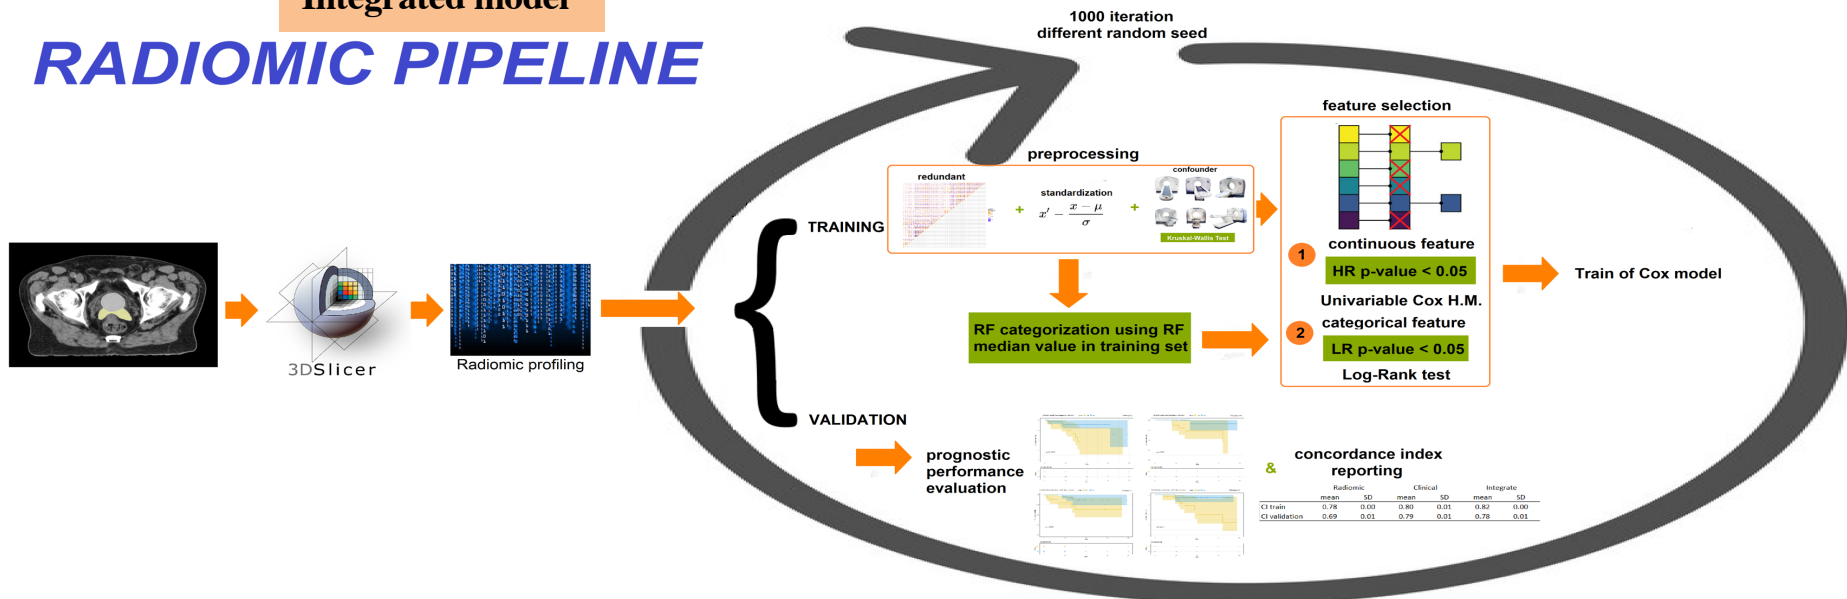 Integrated model
RADIOMIC PIPELINE
1000 iteration
different random seed
feature selection
preprocessing
redundant
+
standardization
x′ − x − μ
σ
+
confounder
Kruskal-Wallis Test
TRAINING
1
continuous feature
HR p-value < 0.05
Univariable Cox H.M.
2
categorical feature
LR p-value < 0.05
Log-Rank test
Train of Cox model
RF categorization using RF
median value in training set
3DSlicer
Radiomic profiling
VALIDATION
prognostic
performance
evaluation
&
concordance index
reporting
Radiomic Clinical Integrate
mean SD mean SD mean SD
CI train 0.78 0.00 0.80 0.01 0.82 0.00
CI validation 0.69 0.01 0.79 0.01 0.78 0.01